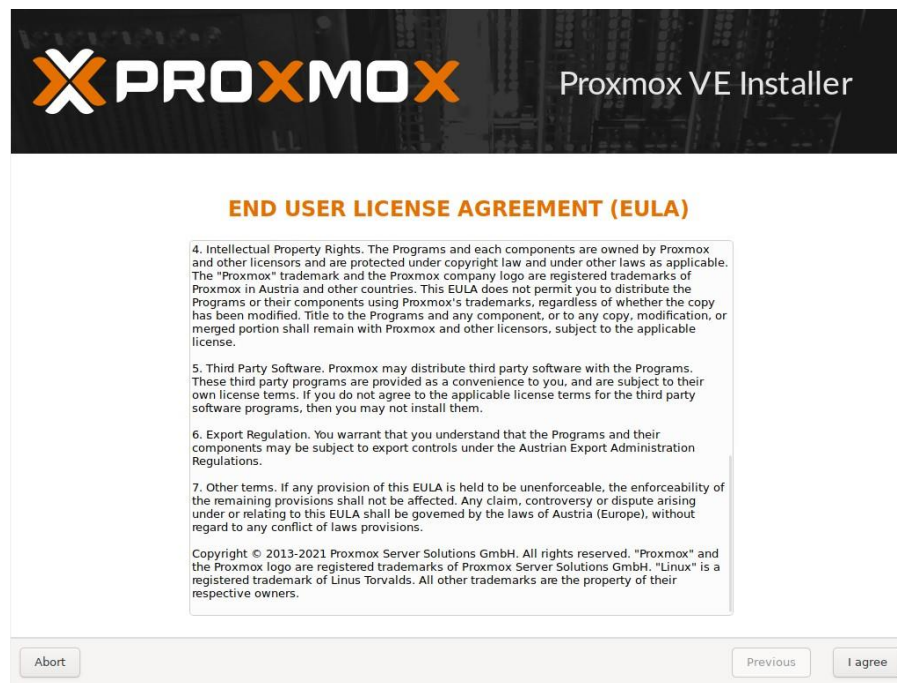 PROXMOX
Proxmox VE Installer
END USER LICENSE AGREEMENT (EULA)
4. Intellectual Property Rights. The Programs and each components are owned by Proxmox
and other licensors and are protected under copyright law and under other laws as applicable.
The "Proxmox" trademark and the Proxmox company logo are registered trademarks of
Proxmox in Austria and other countries. This EULA does not permit you to distribute the
Programs or their components using Proxmox's trademarks, regardless of whether the copy
has been modified. Title to the Programs and any component, or to any copy, modification, or
merged portion shall remain with Proxmox and other licensors, subject to the applicable
license.
5. Third Party Software. Proxmox may distribute third party software with the Programs.
These third party programs are provided as a convenience to you, and are subject to their
own license terms. If you do not agree to the applicable license terms for the third party
software programs, then you may not install them.
6. Export Regulation. You warrant that you understand that the Programs and their
components may be subject to export controls under the Austrian Export Administration
Regulations.
7. Other terms. If any provision of this EULA is held to be unenforceable, the enforceability of
the remaining provisions shall not be affected. Any claim, controversy or dispute arising
under or relating to this EULA shall be governed by the laws of Austria (Europe), without
regard to any conflict of laws provisions.
Copyright © 2013-2021 Proxmox Server Solutions GmbH. All rights reserved. "Proxmox" and
the Proxmox logo are registered trademarks of Proxmox Server Solutions GmbH. "Linux" is a
registered trademark of Linus Torvalds. All other trademarks are the property of their
respective owners.
Abort
Previous
I agree